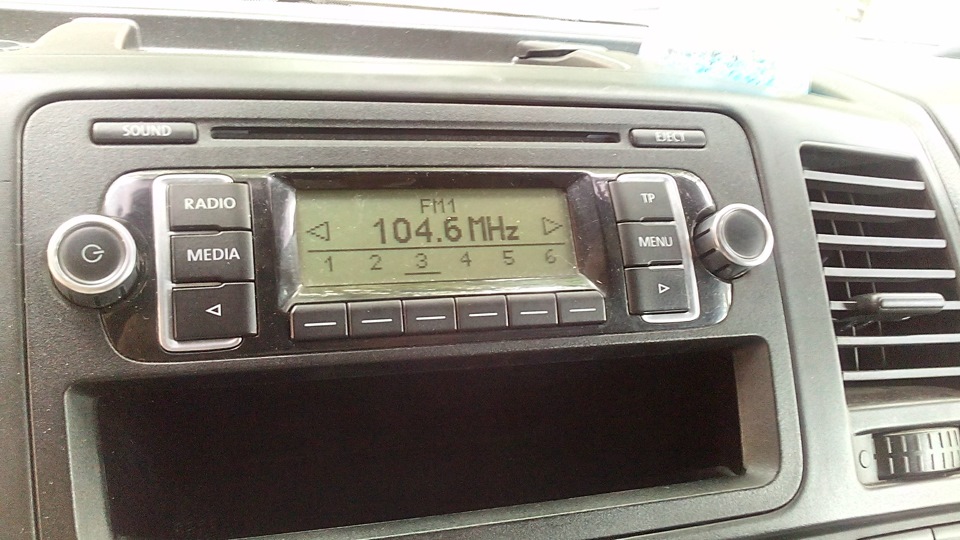 SOUND
EJECT
RADIO
MEDIA
FM1
104.6 MHz
1 2 3 4 5 6
TP
MENU